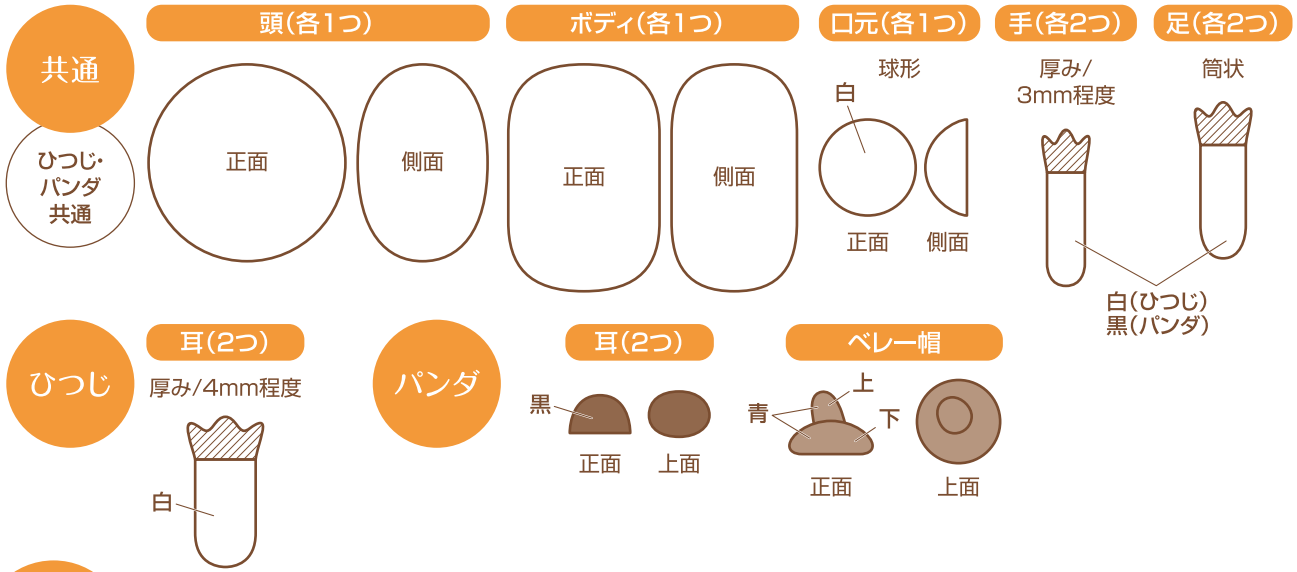 共通
ひつじ・
パンダ
共通
頭(各1つ)
正面
側面
ボディ(各1つ)
正面
側面
口元(各1つ)
球形
白
正面
側面
手(各2つ)
厚み/
3mm程度
足(各2つ)
筒状
白(ひつじ)
黒(パンダ)
ひつじ
耳(2つ)
厚み/4mm程度
白
パンダ
耳(2つ)
黒
正面
上面
ベレー帽
上
青
下
正面
上面